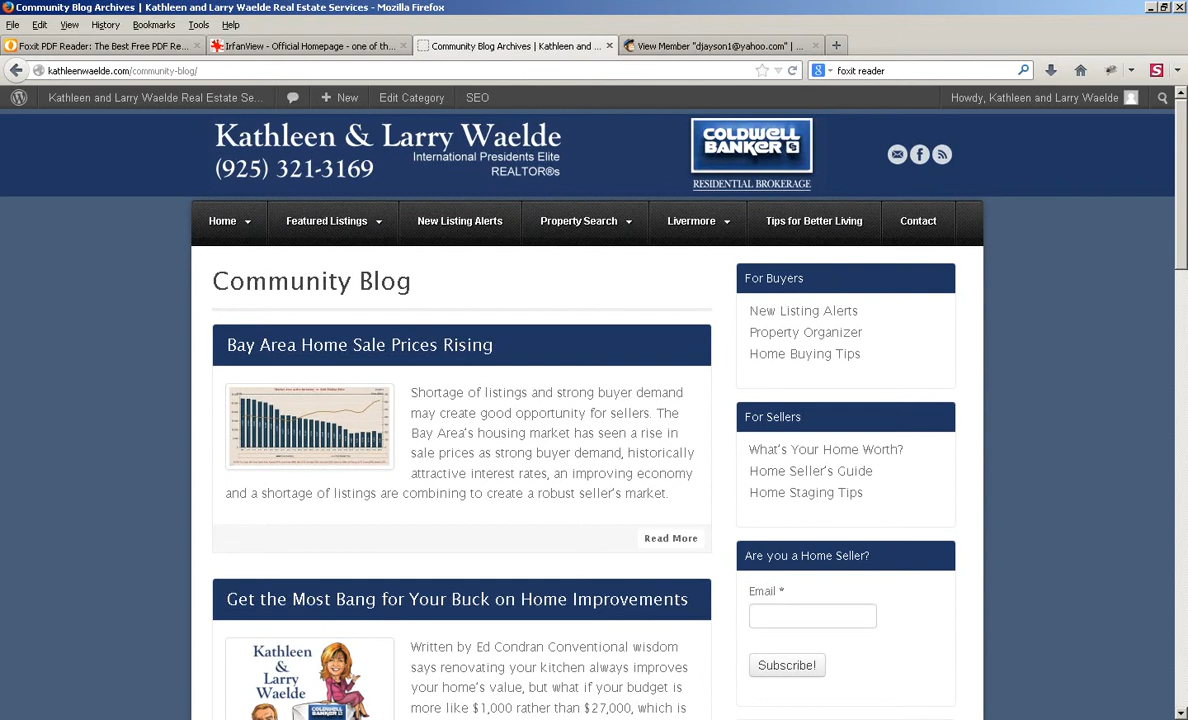 Community Blog Archives | Kathleen and Larry Waelde Real Estate Services - Mozilla Firefox
File Edit View History Bookmarks Tools Help
Foxit PDF Reader: The Best Free PDF Re...
IrfanView - Official Homepage - one of th...
Community Blog Archives | Kathleen and ...
View Member "djayson1@yahoo.com" | ...
kathleenwaelde.com/community-blog/
foxit reader
Kathleen and Larry Waelde Real Estate Se...
+ New
Edit Category
SEO
Howdy, Kathleen and Larry Waelde
Kathleen & Larry Waelde
International Presidents Elite
(925) 321-3169
REALTOR®s
COLDWELL
BANKER
RESIDENTIAL BROKERAGE
Home
Featured Listings
New Listing Alerts
Property Search
Livermore
Tips for Better Living
Contact
Community Blog
Bay Area Home Sale Prices Rising
Shortage of listings and strong buyer demand
may create good opportunity for sellers. The
Bay Area's housing market has seen a rise in
sale prices as strong buyer demand, historically
attractive interest rates, an improving economy
and a shortage of listings are combining to create a robust seller's market.
Read More
Get the Most Bang for Your Buck on Home Improvements
Kathleen
&
Larry
Waelde
Written by Ed Condran Conventional wisdom
says renovating your kitchen always improves
your home's value, but what if your budget is
more like $1,000 rather than $27,000, which is
For Buyers
New Listing Alerts
Property Organizer
Home Buying Tips
For Sellers
What's Your Home Worth?
Home Seller's Guide
Home Staging Tips
Are you a Home Seller?
Email *
Subscribe!